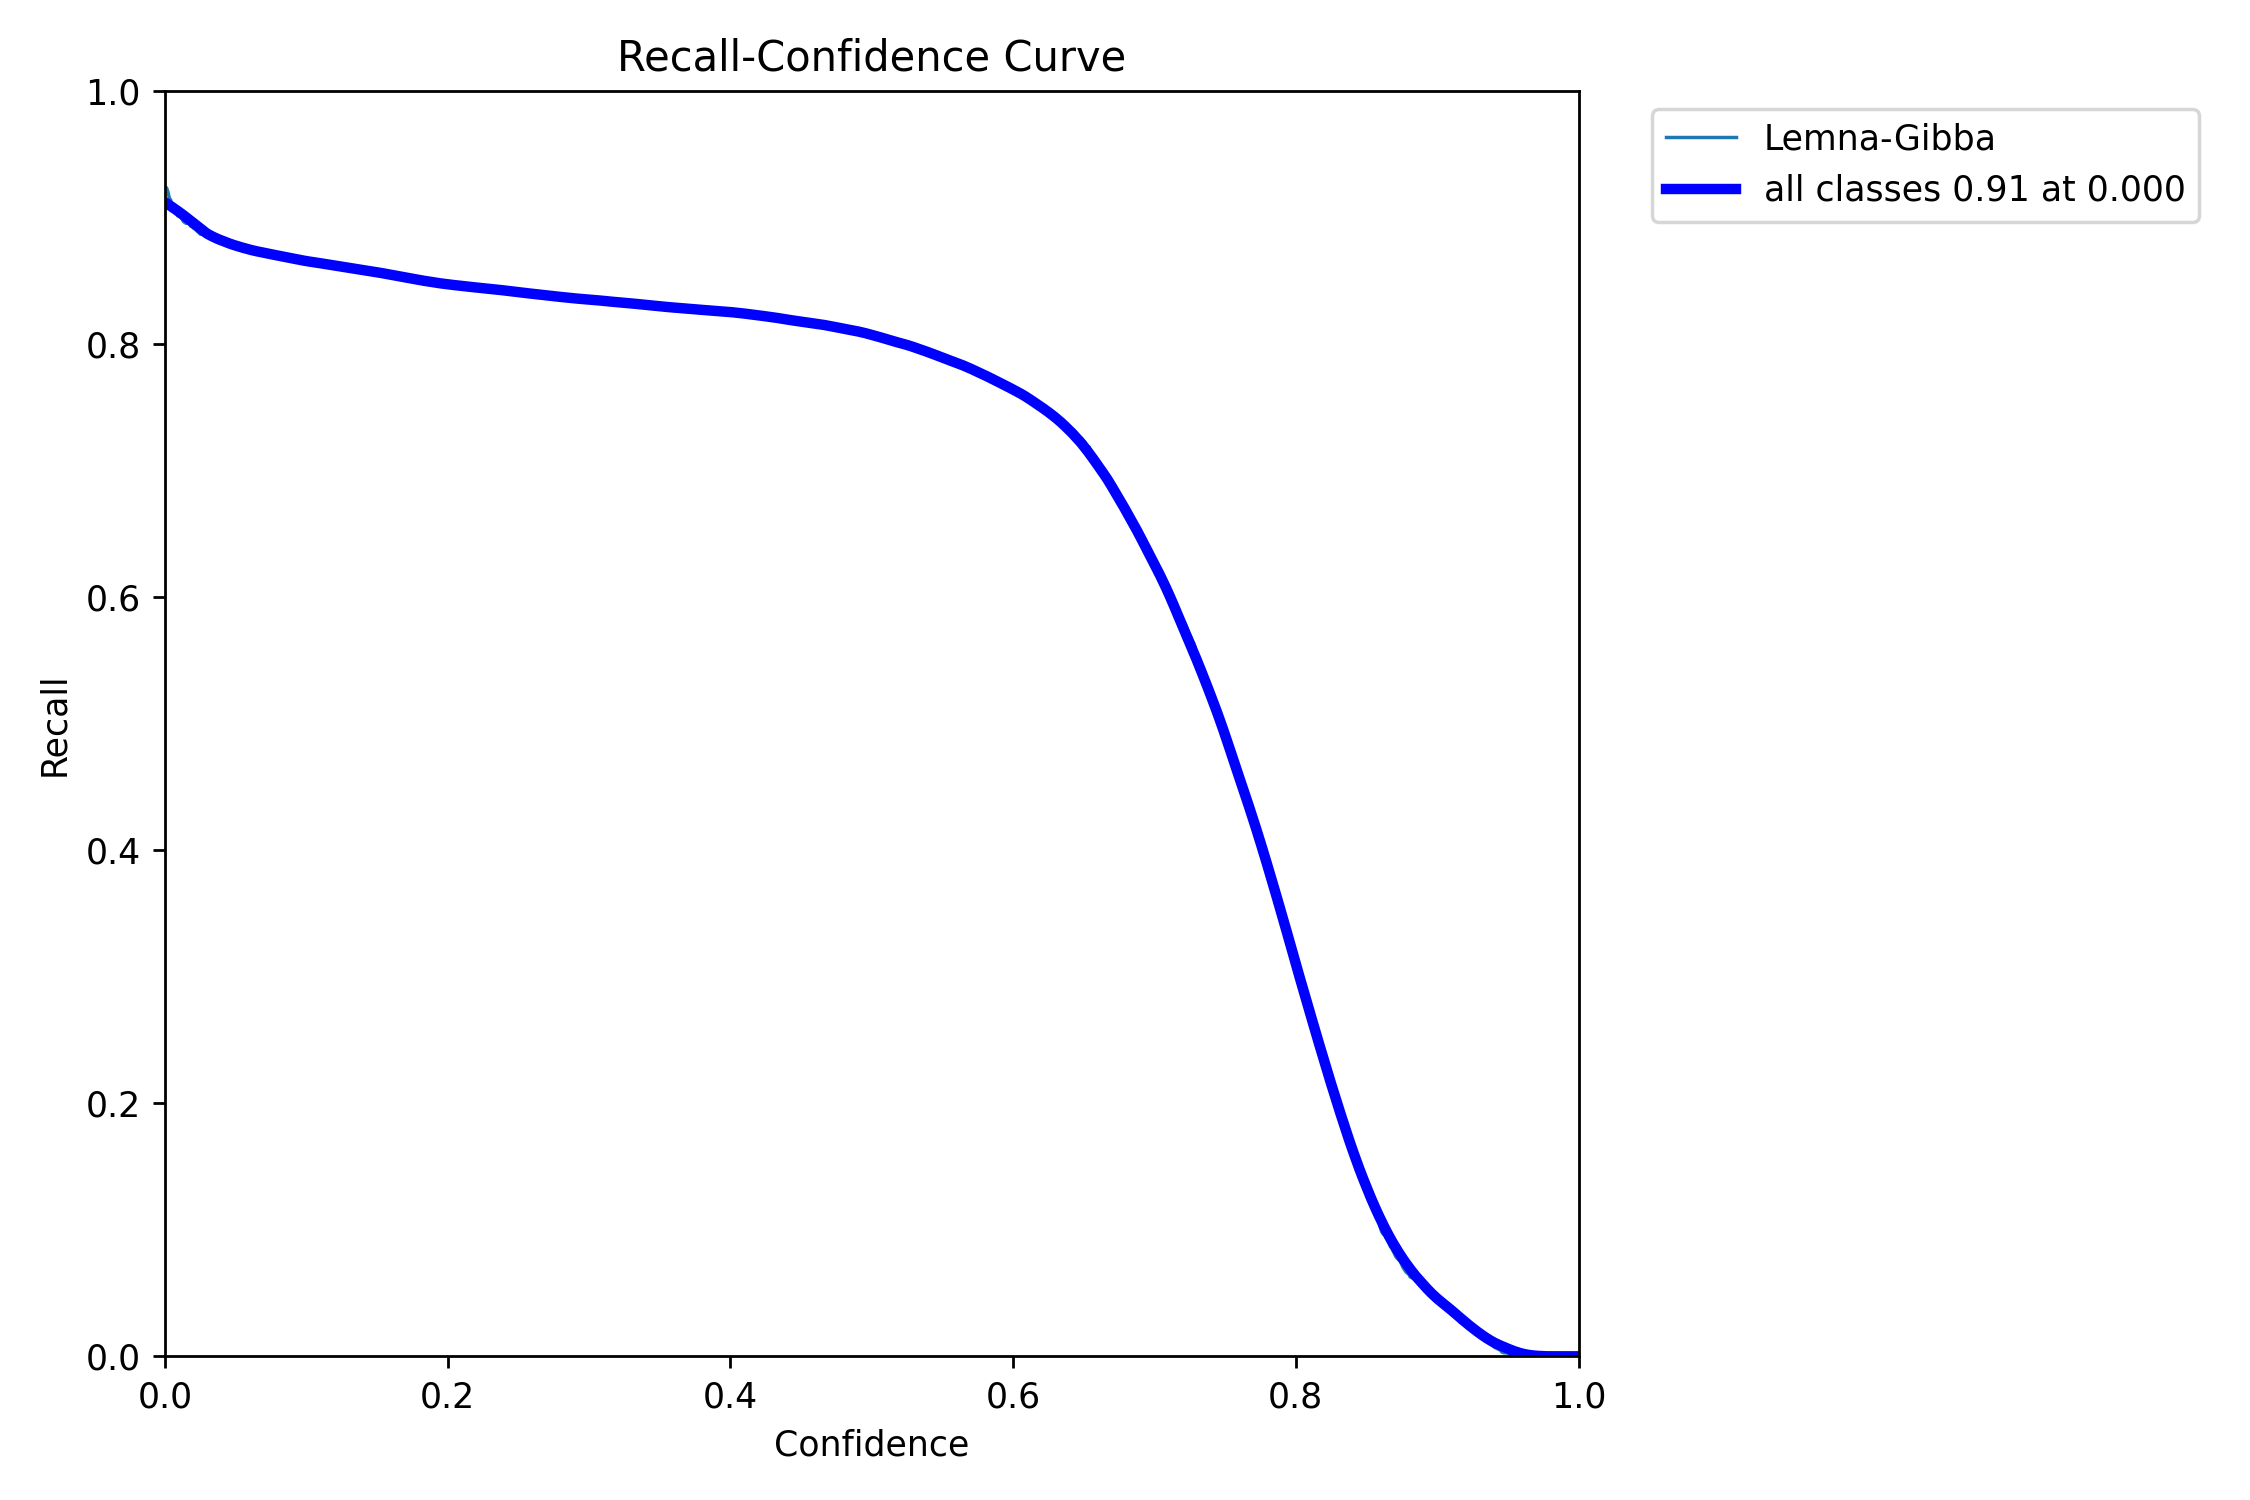 Recall-Confidence Curve
1.0
0.8
0.6
0.4
0.2
0.0
Recall
0.0 0.2 0.4 0.6 0.8 1.0
Confidence
Lemna-Gibba
all classes 0.91 at 0.000